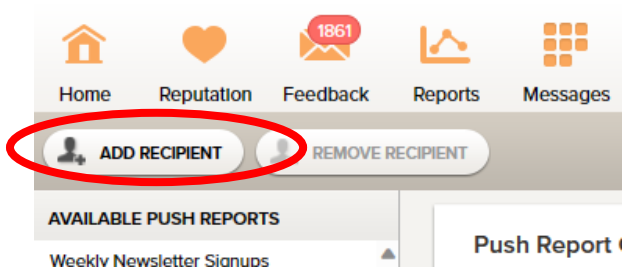 1861
Home Reputation Feedback Reports Messages
ADD RECIPIENT REMOVE RECIPIENT
AVAILABLE PUSH REPORTS
Weekly Newsletter Signups
Push Report